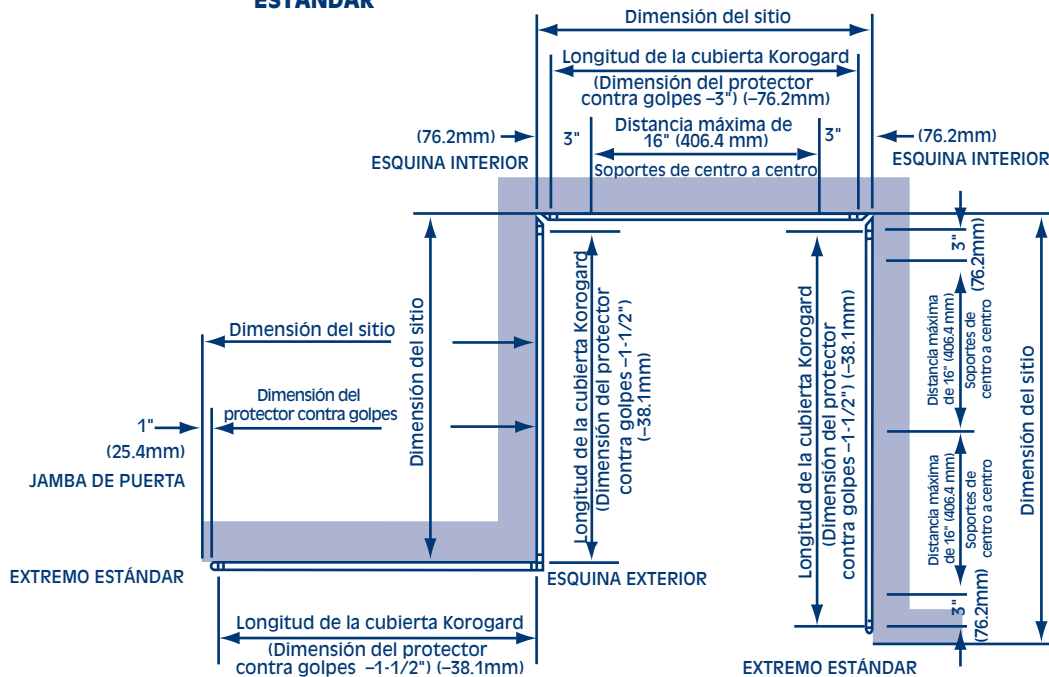 ESTÁNDAR
Dimensión del sitio
Longitud de la cubierta Korogard
(Dimensión del protector
contra golpes –3") (–76.2mm)
(76.2mm)
3"
Distancia máxima de
16" (406.4 mm)
3"
(76.2mm)
ESQUINA INTERIOR
Soportes de centro a centro
ESQUINA INTERIOR
Dimensión del sitio
Dimensión del
protector contra golpes
1"
(25.4mm)
JAMBA DE PUERTA
Dimensión del sitio
Longitud de la cubierta Korogard
(Dimensión del protector
contra golpes –1-1/2")
(–38.1mm)
Longitud de la cubierta Korogard
(Dimensión del protector
contra golpes –1-1/2") (–38.1mm)
3"
(76.2mm)
Distancia máxima
de 16" (406.4 mm)
Soportes de
centro a centro
Distancia máxima
de 16" (406.4 mm)
Soportes de
centro a centro
3"
(76.2mm)
Dimensión del sitio
EXTREMO ESTÁNDAR
ESQUINA EXTERIOR
Longitud de la cubierta Korogard
(Dimensión del protector
contra golpes –1-1/2") (–38.1mm)
EXTREMO ESTÁNDAR